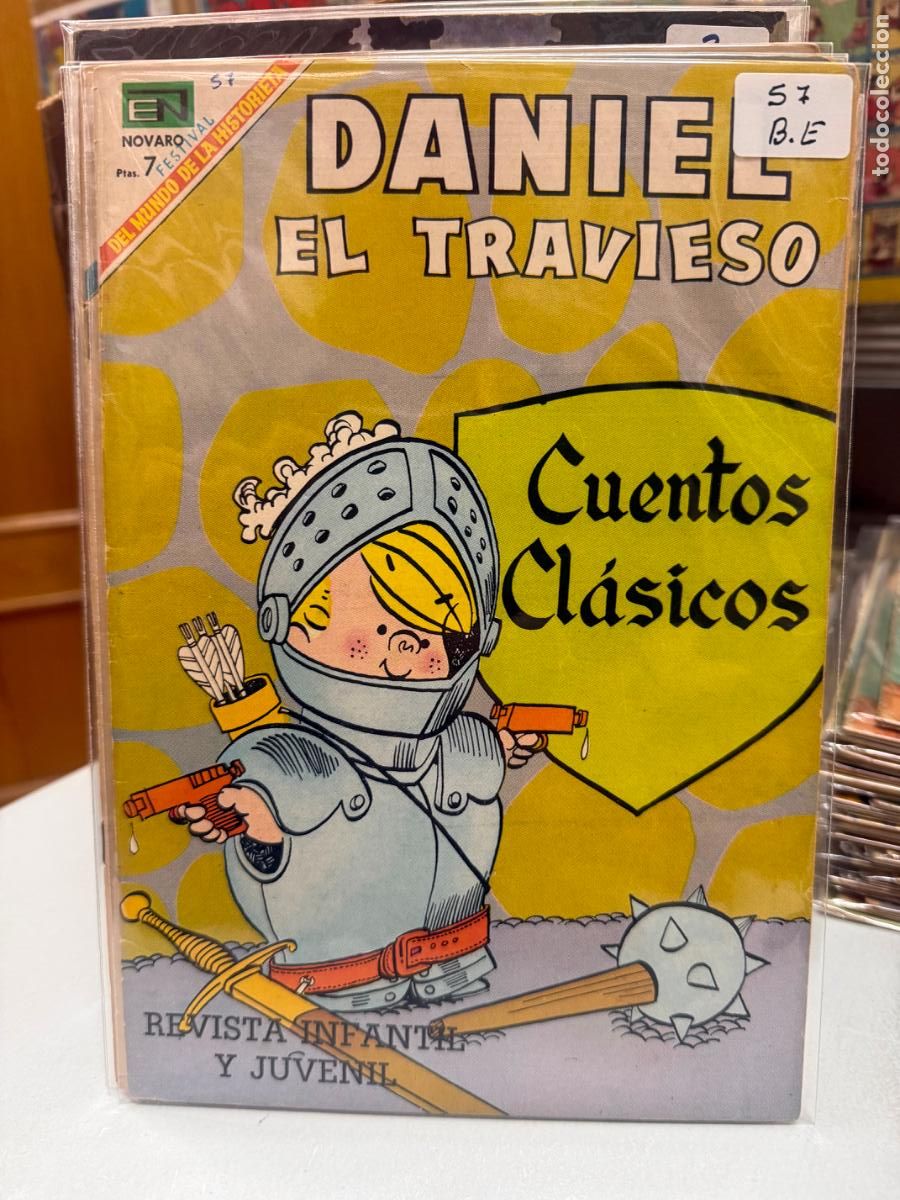 EN
NOVARO
Ptas. 7
57
FESTIVAL
DEL MUNDO DE LA HISTORIETA
DANIEL
EL TRAVIESO
57
B.E
Cuentos
Clásicos
REVISTA INFANTIL
Y JUVENIL
todocoleccion